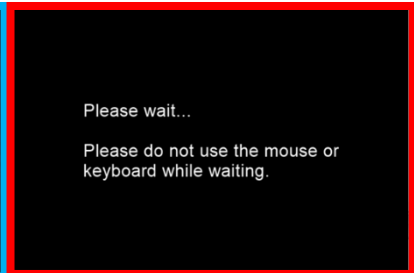 Please wait...
Please do not use the mouse or
keyboard while waiting.